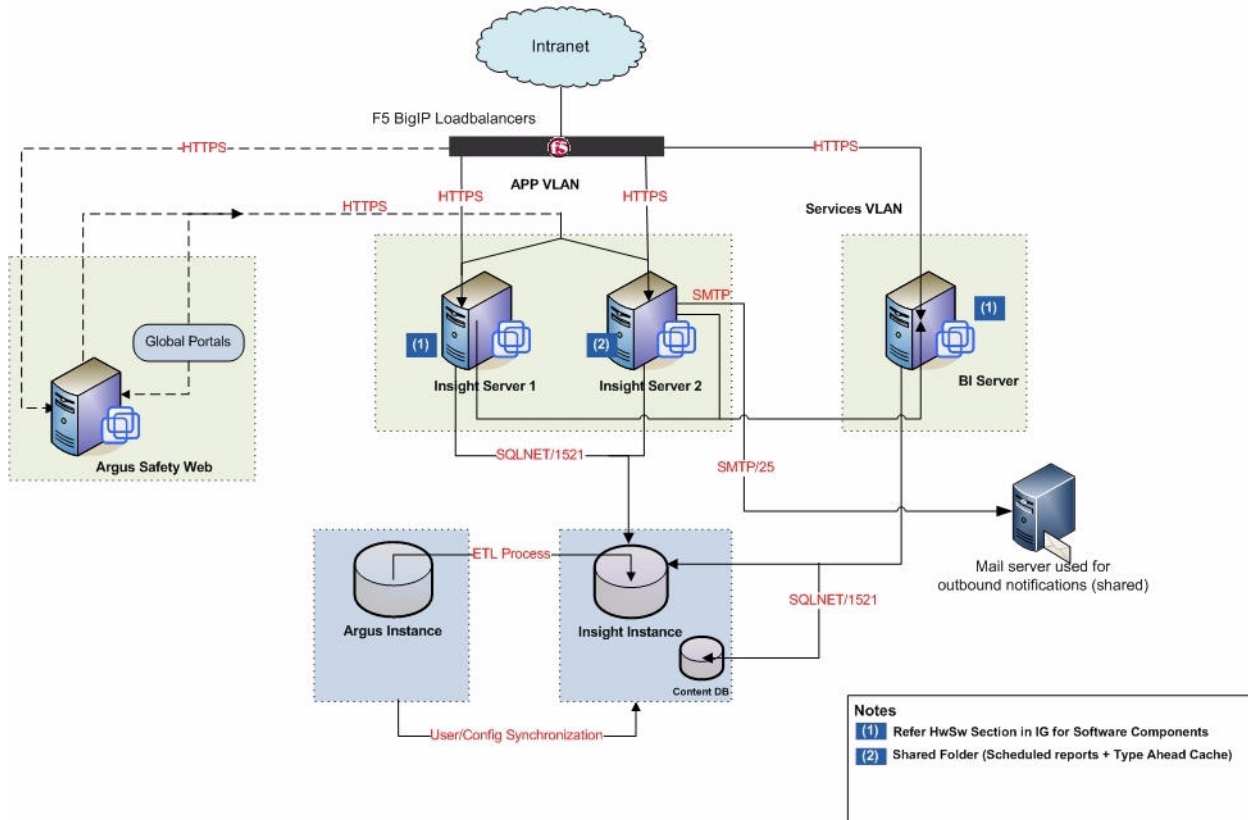 Intranet
F5 BigIP Loadbalancers
f5
HTTPS
HTTPS
APP VLAN
HTTPS
HTTPS
HTTPS
Services VLAN
SMTP
(1)
(1)
(2)
Global Portals
Insight Server 1
Insight Server 2
BI Server
Argus Safety Web
SQLNET/1521
SMTP/25
ETL Process
Mail server used for
outbound notifications (shared)
SQLNET/1521
Argus Instance
Insight Instance
Content DB
User/Config Synchronization
Notes
(1) Refer HwSw Section in IG for Software Components
(2) Shared Folder (Scheduled reports + Type Ahead Cache)